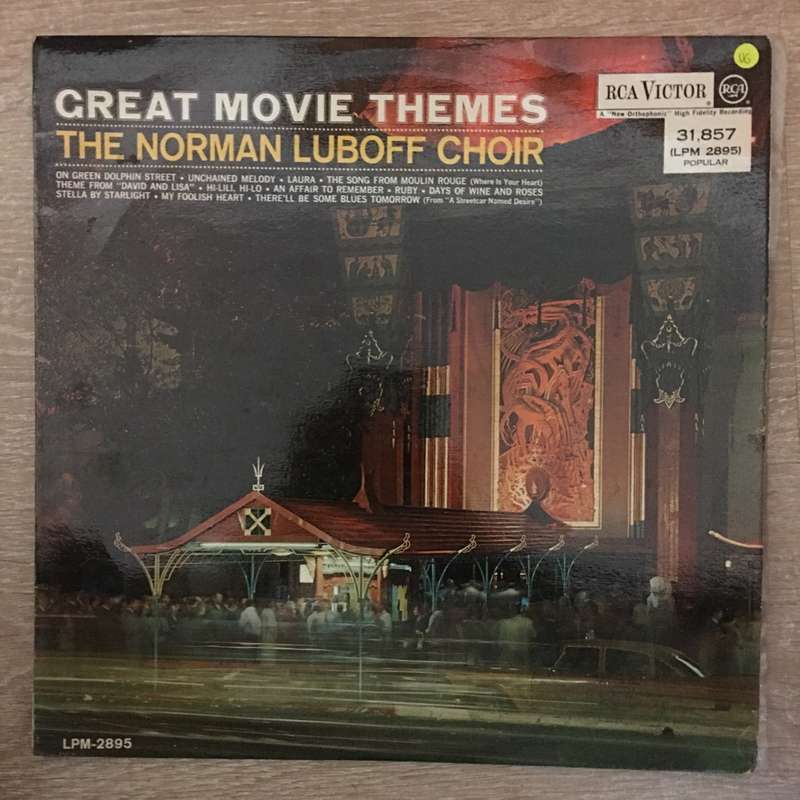 VG
RCA VICTOR
RCA
A "New Orthophonic" High Fidelity Recording
GREAT MOVIE THEMES
THE NORMAN LUBOFF CHOIR
31,857
(LPM 2895)
POPULAR
ON GREEN DOLPHIN STREET • UNCHAINED MELODY • LAURA • THE SONG FROM MOULIN ROUGE (Where Is Your Heart)
THEME FROM "DAVID AND LISA" • HI-LILI, HI-LO • AN AFFAIR TO REMEMBER • RUBY • DAYS OF WINE AND ROSES
STELLA BY STARLIGHT • MY FOOLISH HEART • THERE'LL BE SOME BLUES TOMORROW (From "A Streetcar Named Desire")
LPM-2895